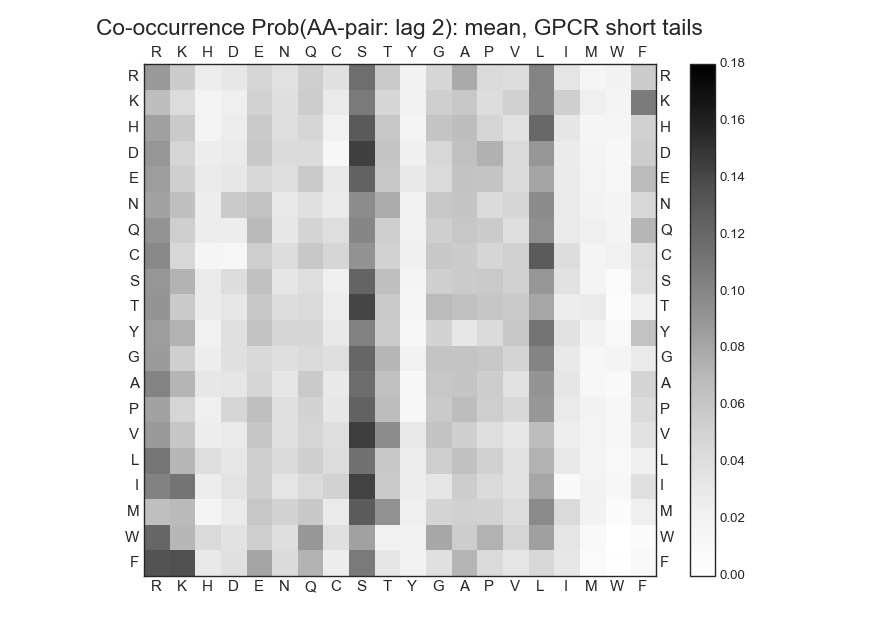 Co-occurrence Prob(AA-pair: lag 2): mean, GPCR short tails
R K H D E N Q C S T Y G A P V L I M W F
0.18
R R
K K
0.16
H H
D D
0.14
E E
N N
0.12
Q Q
C C
0.10
S S
T T
Y Y
0.08
G G
A A
0.06
P P
V V
0.04
L L
I I
M M
0.02
W W
F F
0.00
R K H D E N Q C S T Y G A P V L I M W F